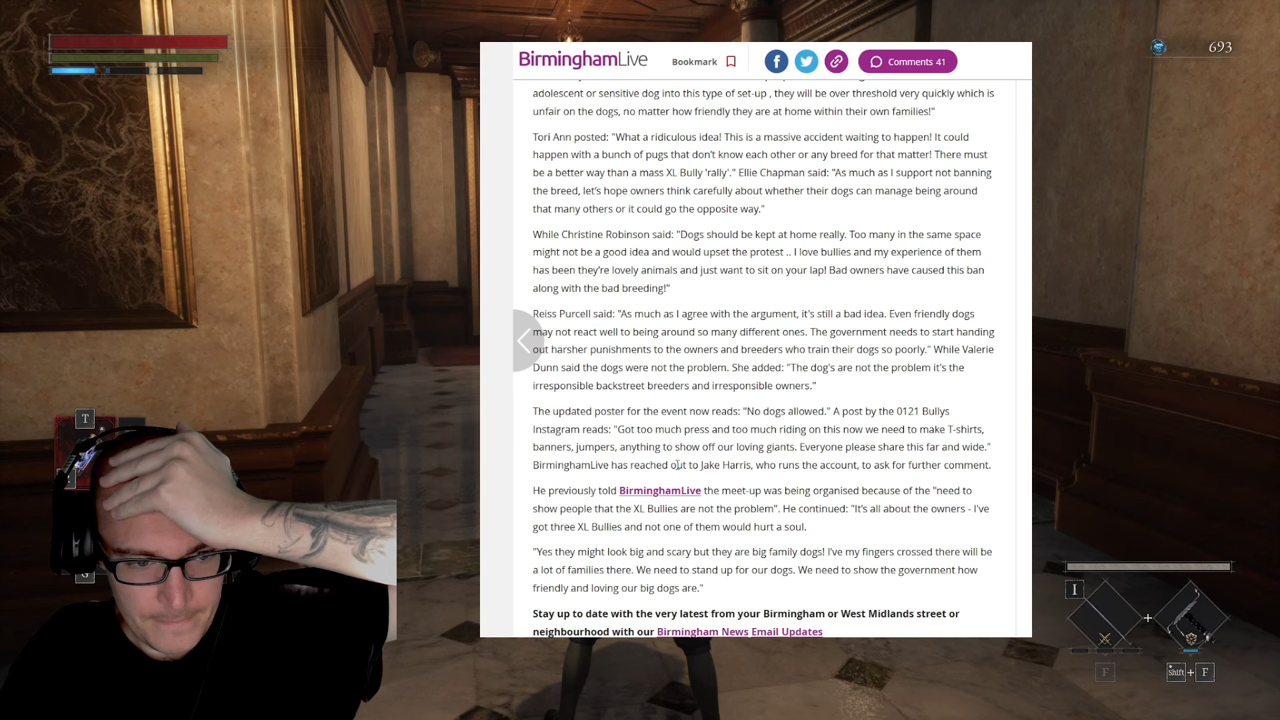 693
BirminghamLive
Bookmark
Comments 41
adolescent or sensitive dog into this type of set-up , they will be over threshold very quickly which is
unfair on the dogs, no matter how friendly they are at home within their own families!"
Tori Ann posted: "What a ridiculous idea! This is a massive accident waiting to happen! It could
happen with a bunch of pugs that don't know each other or any breed for that matter! There must
be a better way than a mass XL Bully 'rally'." Ellie Chapman said: "As much as I support not banning
the breed, let's hope owners think carefully about whether their dogs can manage being around
that many others or it could go the opposite way."
While Christine Robinson said: "Dogs should be kept at home really. Too many in the same space
might not be a good idea and would upset the protest .. I love bullies and my experience of them
has been they're lovely animals and just want to sit on your lap! Bad owners have caused this ban
along with the bad breeding!"
Reiss Purcell said: "As much as I agree with the argument, it's still a bad idea. Even friendly dogs
may not react well to being around so many different ones. The government needs to start handing
out harsher punishments to the owners and breeders who train their dogs so poorly." While Valerie
Dunn said the dogs were not the problem. She added: "The dog's are not the problem it's the
irresponsible backstreet breeders and irresponsible owners."
The updated poster for the event now reads: "No dogs allowed." A post by the 0121 Bullys
Instagram reads: "Got too much press and too much riding on this now we need to make T-shirts,
banners, jumpers, anything to show off our loving giants. Everyone please share this far and wide."
BirminghamLive has reached out to Jake Harris, who runs the account, to ask for further comment.
He previously told BirminghamLive the meet-up was being organised because of the "need to
show people that the XL Bullies are not the problem". He continued: "It's all about the owners - I've
got three XL Bullies and not one of them would hurt a soul.
"Yes they might look big and scary but they are big family dogs! I've my fingers crossed there will be
a lot of families there. We need to stand up for our dogs. We need to show the government how
friendly and loving our big dogs are."
Stay up to date with the very latest from your Birmingham or West Midlands street or
neighbourhood with our Birmingham News Email Updates
T
I
+
F
Shift + F